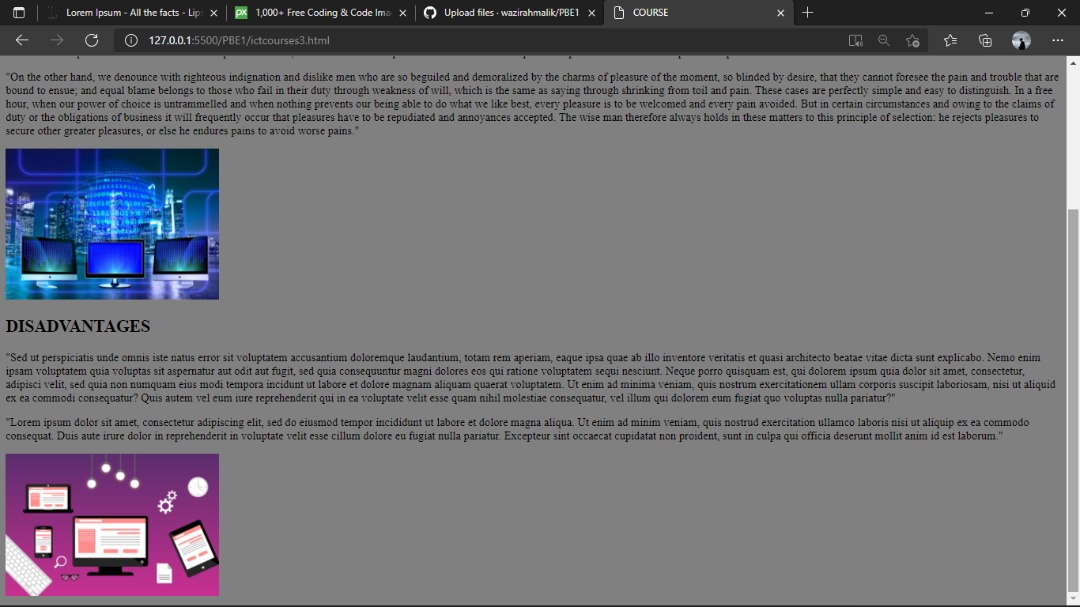 Lorem Ipsum - All the facts - Lip
1,000+ Free Coding & Code Ima
Upload files · wazirahmalik/PBE1
COURSE
127.0.0.1:5500/PBE1/ictcourses3.html
"On the other hand, we denounce with righteous indignation and dislike men who are so beguiled and demoralized by the charms of pleasure of the moment, so blinded by desire, that they cannot foresee the pain and trouble that are
bound to ensue; and equal blame belongs to those who fail in their duty through weakness of will, which is the same as saying through shrinking from toil and pain. These cases are perfectly simple and easy to distinguish. In a free
hour, when our power of choice is untrammelled and when nothing prevents our being able to do what we like best, every pleasure is to be welcomed and every pain avoided. But in certain circumstances and owing to the claims of
duty or the obligations of business it will frequently occur that pleasures have to be repudiated and annoyances accepted. The wise man therefore always holds in these matters to this principle of selection: he rejects pleasures to
secure other greater pleasures, or else he endures pains to avoid worse pains."
DISADVANTAGES
"Sed ut perspiciatis unde omnis iste natus error sit voluptatem accusantium doloremque laudantium, totam rem aperiam, eaque ipsa quae ab illo inventore veritatis et quasi architecto beatae vitae dicta sunt explicabo. Nemo enim
ipsam voluptatem quia voluptas sit aspernatur aut odit aut fugit, sed quia consequuntur magni dolores eos qui ratione voluptatem sequi nesciunt. Neque porro quisquam est, qui dolorem ipsum quia dolor sit amet, consectetur,
adipisci velit, sed quia non numquam eius modi tempora incidunt ut labore et dolore magnam aliquam quaerat voluptatem. Ut enim ad minima veniam, quis nostrum exercitationem ullam corporis suscipit laboriosam, nisi ut aliquid
ex ea commodi consequatur? Quis autem vel eum iure reprehenderit qui in ea voluptate velit esse quam nihil molestiae consequatur, vel illum qui dolorem eum fugiat quo voluptas nulla pariatur?"
"Lorem ipsum dolor sit amet, consectetur adipiscing elit, sed do eiusmod tempor incididunt ut labore et dolore magna aliqua. Ut enim ad minim veniam, quis nostrud exercitation ullamco laboris nisi ut aliquip ex ea commodo
consequat. Duis aute irure dolor in reprehenderit in voluptate velit esse cillum dolore eu fugiat nulla pariatur. Excepteur sint occaecat cupidatat non proident, sunt in culpa qui officia deserunt mollit anim id est laborum."